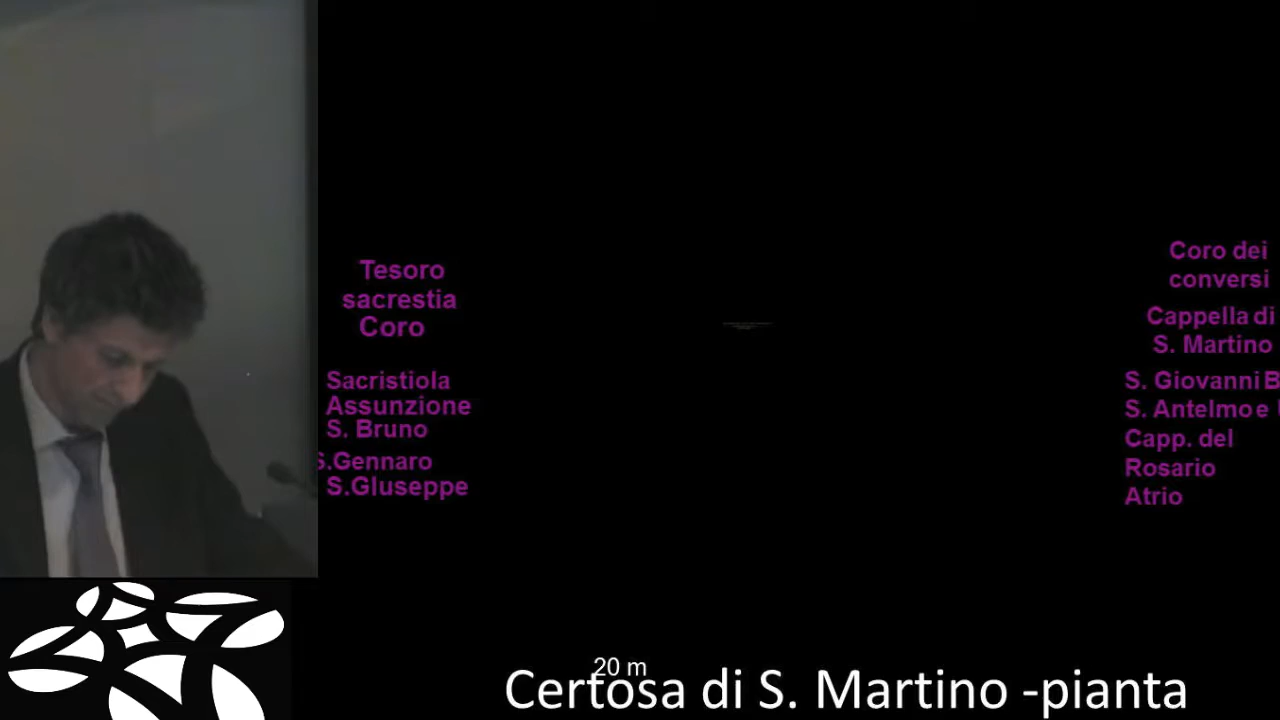 Tesoro
sacrestia
Coro
Sacristiola
Assunzione
S. Bruno
S.Gennaro
S.Gluseppe
Coro dei
conversi
Cappella di
S. Martino
S. Giovanni B
S. Antelmo e
Capp. del
Rosario
Atrio
20 m
Certosa di S. Martino -pianta